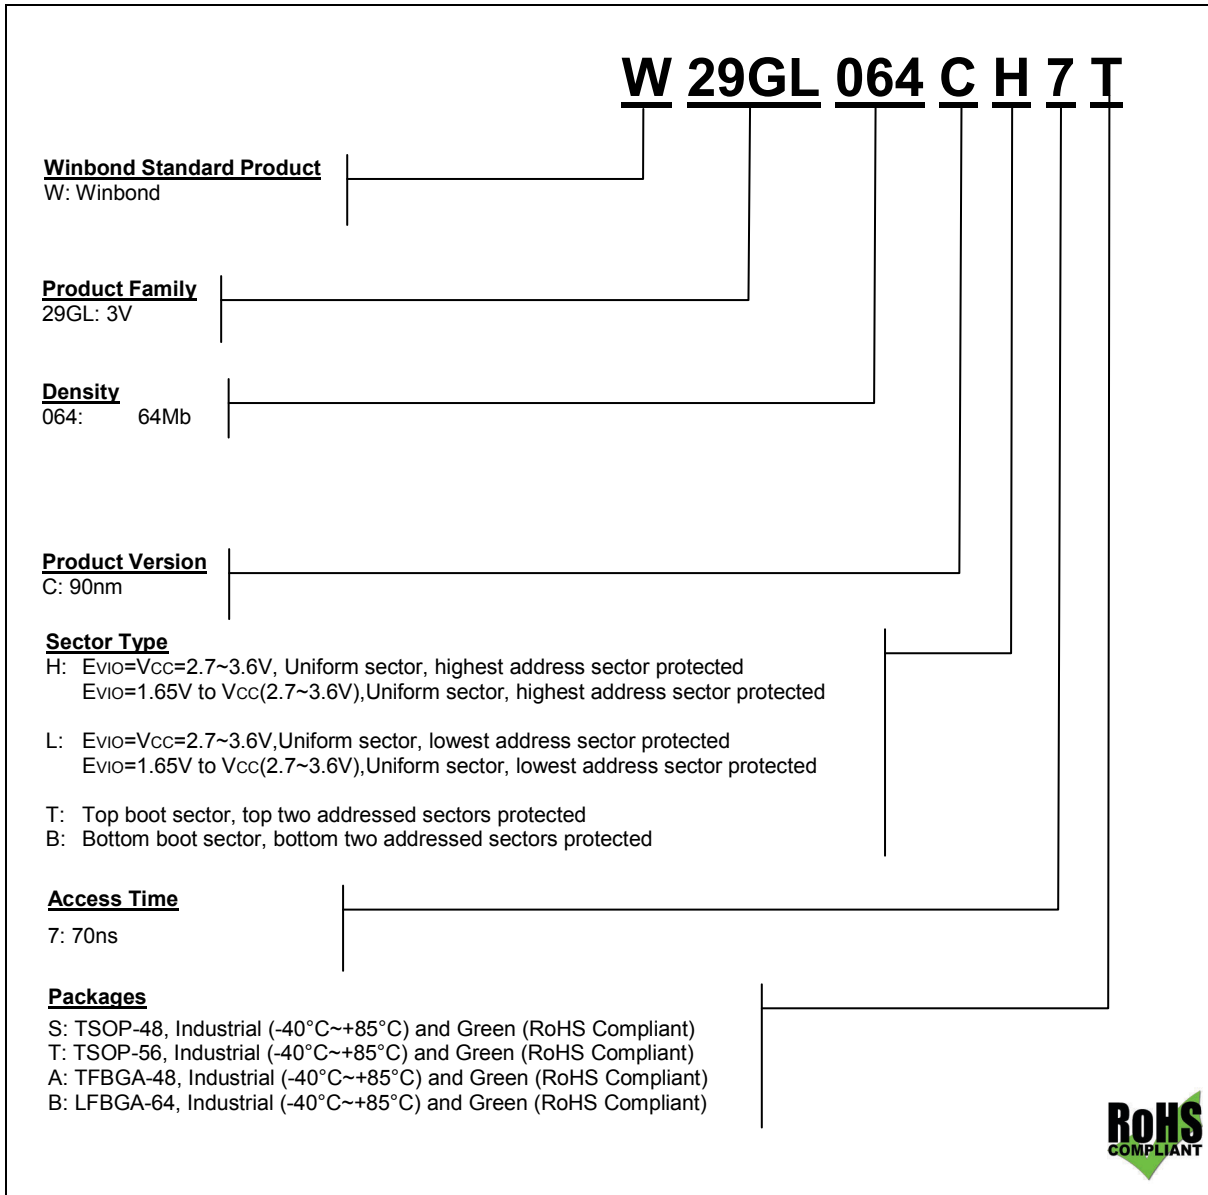 W 29GL 064 C H 7 T
Winbond Standard Product
W: Winbond
Product Family
29GL: 3V
Density
064: 64Mb
Product Version
C: 90nm
Sector Type
H: EVIO=VCC=2.7~3.6V, Uniform sector, highest address sector protected
EVIO=1.65V to VCC(2.7~3.6V),Uniform sector, highest address sector protected
L: EVIO=VCC=2.7~3.6V,Uniform sector, lowest address sector protected
EVIO=1.65V to VCC(2.7~3.6V),Uniform sector, lowest address sector protected
T: Top boot sector, top two addressed sectors protected
B: Bottom boot sector, bottom two addressed sectors protected
Access Time
7: 70ns
Packages
S: TSOP-48, Industrial (-40°C~+85°C) and Green (RoHS Compliant)
T: TSOP-56, Industrial (-40°C~+85°C) and Green (RoHS Compliant)
A: TFBGA-48, Industrial (-40°C~+85°C) and Green (RoHS Compliant)
B: LFBGA-64, Industrial (-40°C~+85°C) and Green (RoHS Compliant)
RoHS
COMPLIANT